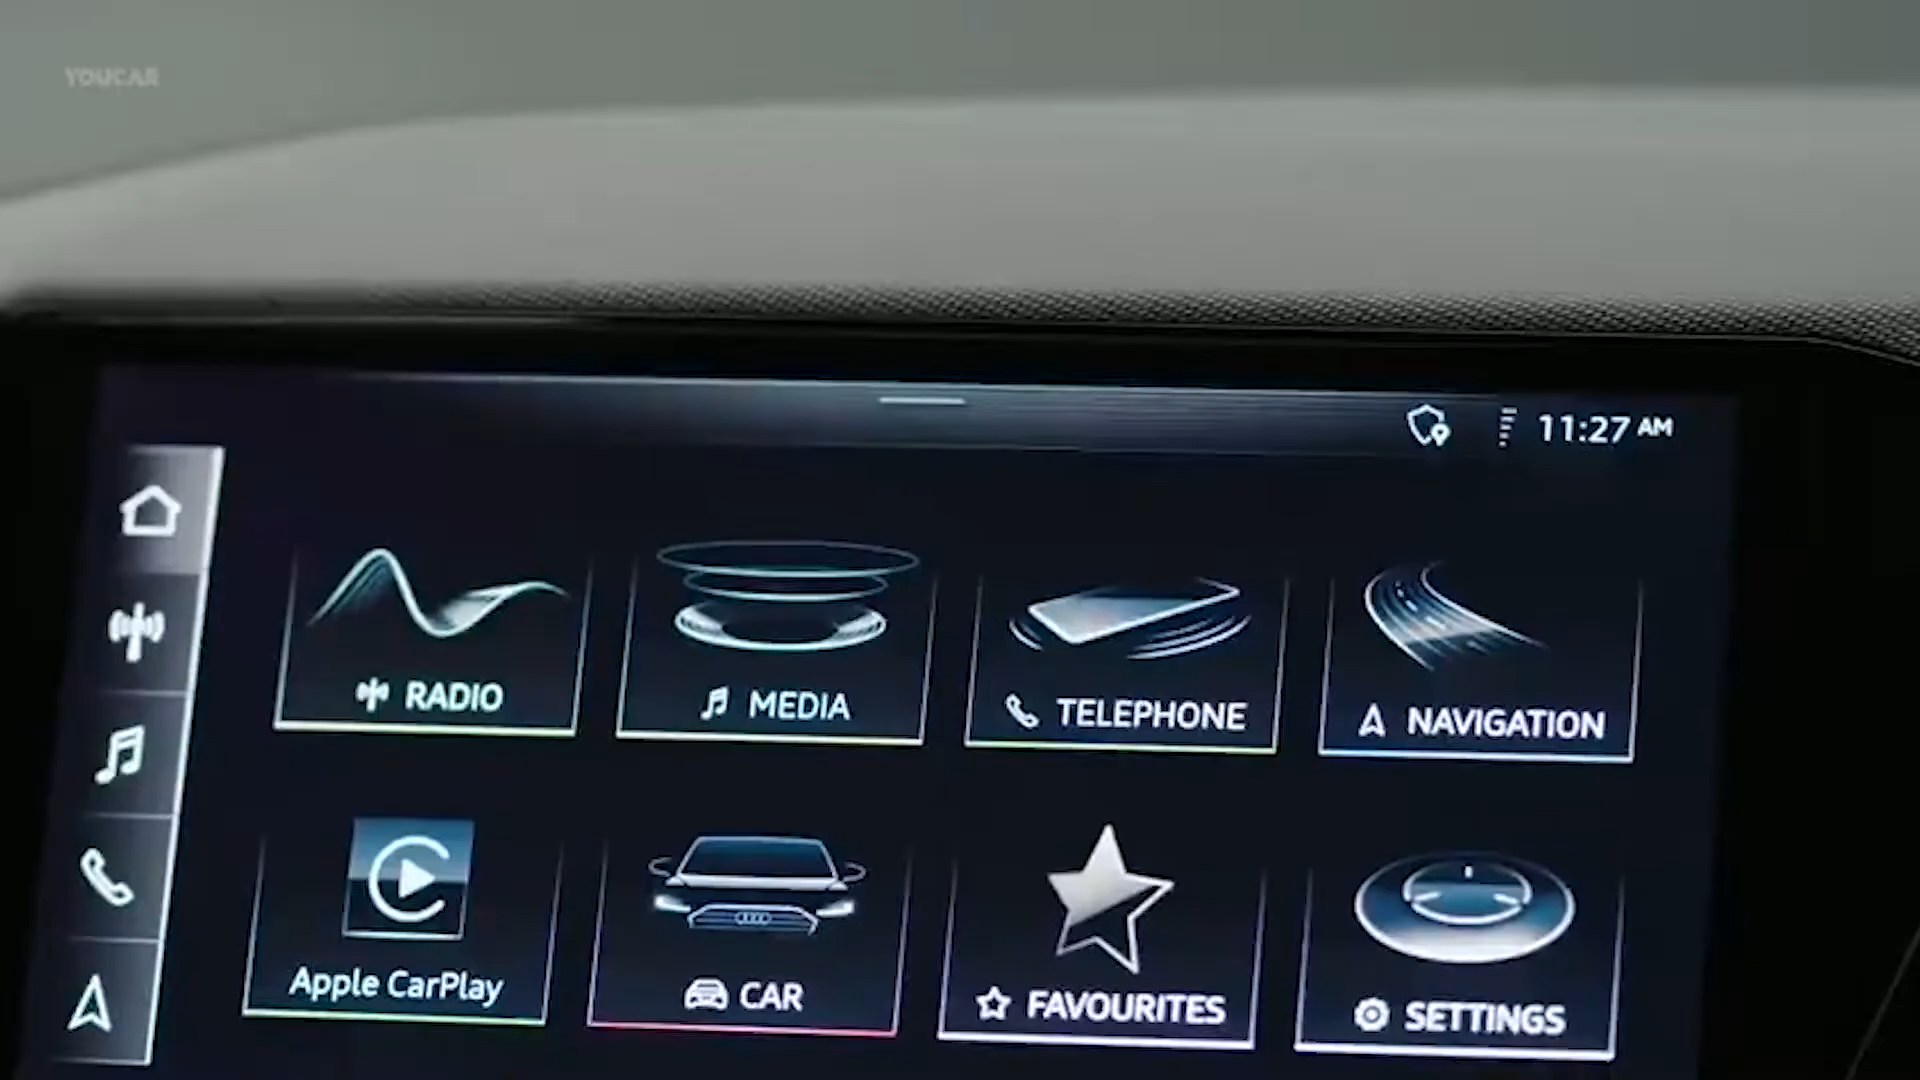 YOUCAR
11:27 AM
RADIO
MEDIA
TELEPHONE
NAVIGATION
Apple CarPlay
CAR
FAVOURITES
SETTINGS